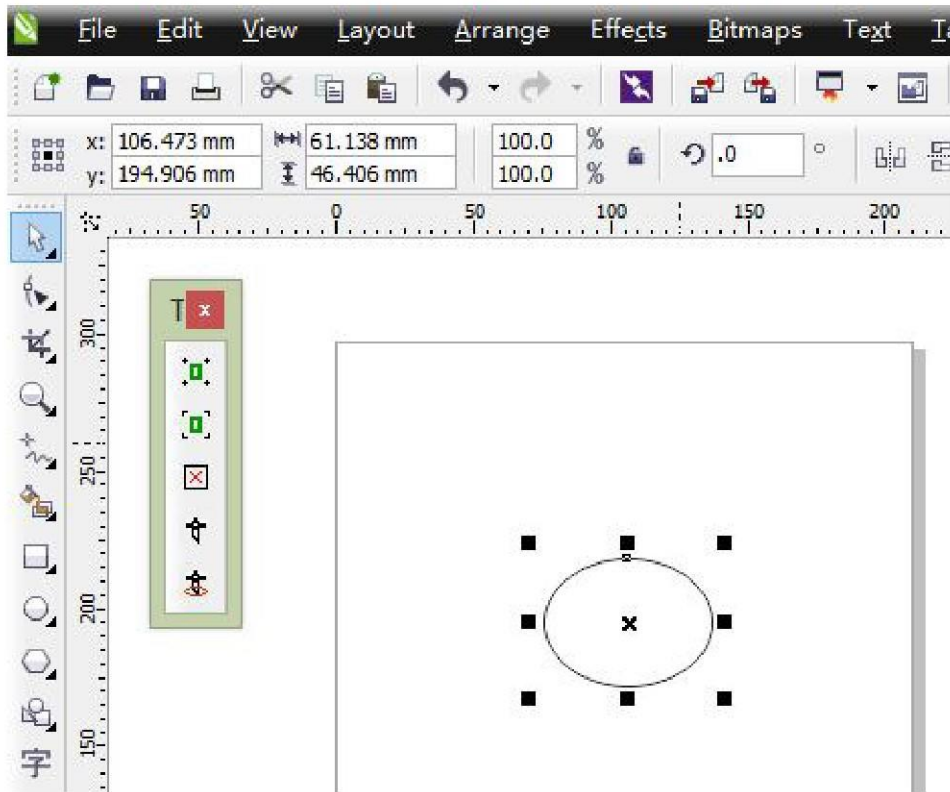 File Edit View Layout Arrange Effects Bitmaps Text
x: 106.473 mm 61.138 mm 100.0 %
y: 194.906 mm 46.406 mm 100.0 %
.0 °
50 0 50 100 150 200
T x
300
250
200
150
字